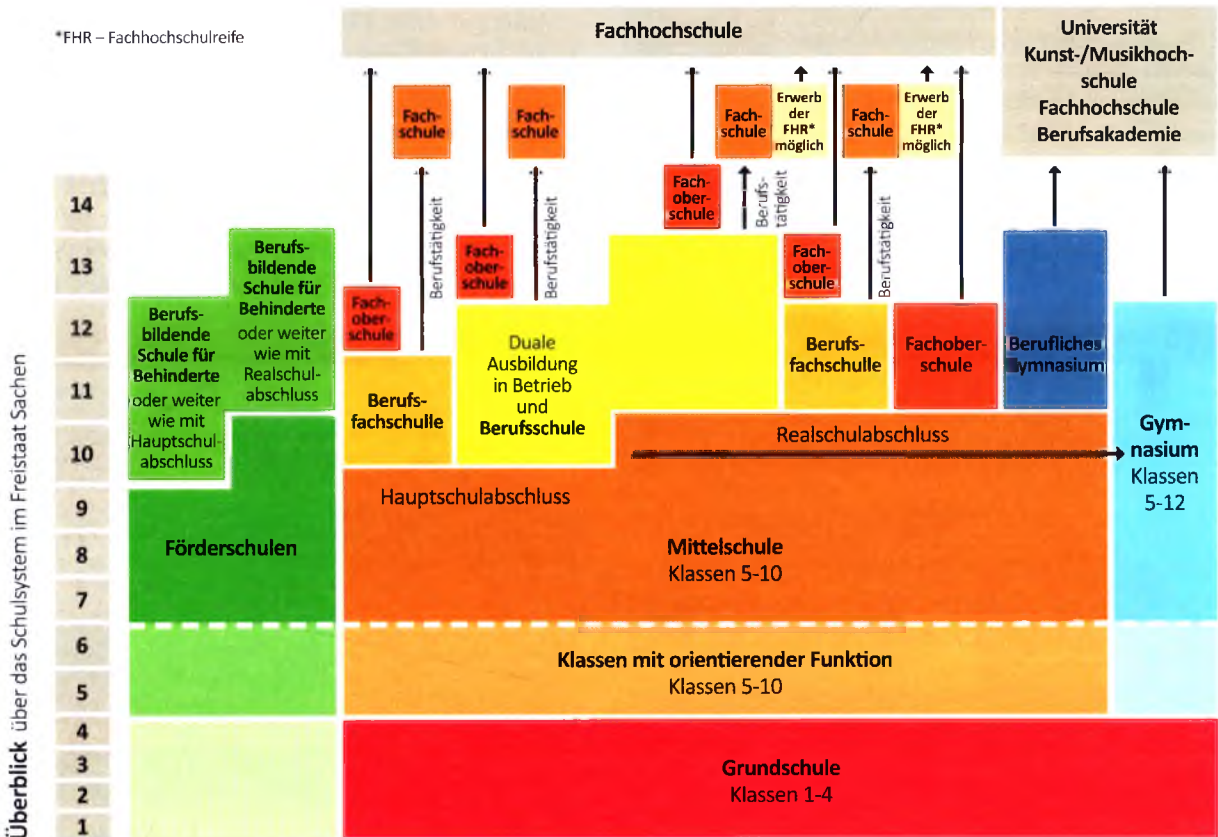 *FHR – Fachhochschulreife
Fachhochschule
Universität
Kunst-/Musikhoch-
schule
Fachhochschule
Berufsakademie
Fach-
schule
Fach-
schule
Fach-
schule
Erwerb
der
FHR*
möglich
Fach-
schule
Erwerb
der
FHR*
möglich
Berufstätigkeit
Berufstätigkeit
Berufs-
tätigkeit
Berufstätigkeit
Fach-
ober-
schule
Fach-
ober-
schule
Fach-
ober-
schule
Fach-
ober-
schule
14
13
12
11
10
9
8
7
6
5
4
3
2
1
Berufs-
bildende
Schule für
Behinderte
oder weiter
wie mit
Hauptschul-
abschluss
Berufs-
bildende
Schule für
Behinderte
oder weiter
wie mit
Realschul-
abschluss
Berufs-
fachschulle
Duale
Ausbildung
in Betrieb
und
Berufsschule
Berufs-
fachschulle
Fachober-
schule
Berufliches
Gymnasium
Realschulabschluss
Hauptschulabschluss
Gym-
nasium
Klassen
5-12
Förderschulen
Mittelschule
Klassen 5-10
Klassen mit orientierender Funktion
Klassen 5-10
Grundschule
Klassen 1-4
Überblick über das Schulsystem im Freistaat Sachen